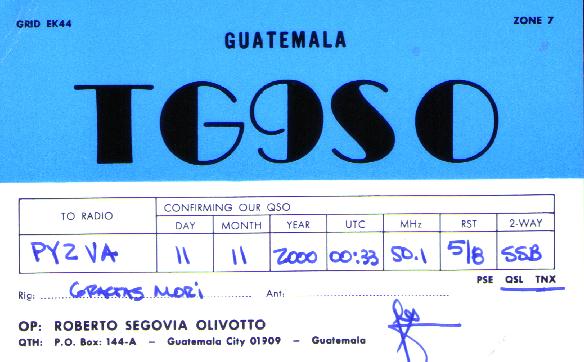 GRID EK44 ZONE 7
GUATEMALA
TG9SO
TO RADIO CONFIRMING OUR QSO
DAY MONTH YEAR UTC MHz RST 2-WAY
PY2VA 11 11 2000 00:33 50.1 5/8 SSB
PSE QSL TNX
Rig: GRACIAS MORi Ant:
OP: ROBERTO SEGOVIA OLIVOTTO
QTH: P.O. Box: 144-A – Guatemala City 01909 – Guatemala